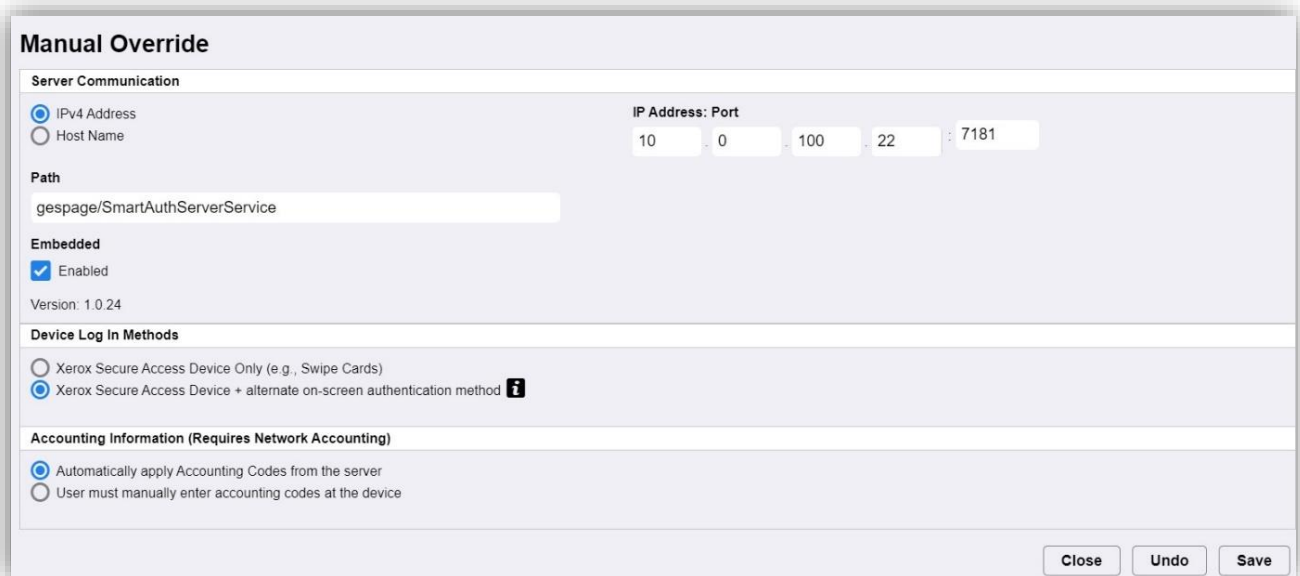 Manual Override
Server Communication
IPv4 Address
Host Name
IP Address: Port
10 . 0 . 100 . 22 : 7181
Path
gespage/SmartAuthServerService
Embedded
Enabled
Version: 1.0.24
Device Log In Methods
Xerox Secure Access Device Only (e.g., Swipe Cards)
Xerox Secure Access Device + alternate on-screen authentication method i
Accounting Information (Requires Network Accounting)
Automatically apply Accounting Codes from the server
User must manually enter accounting codes at the device
Close Undo Save